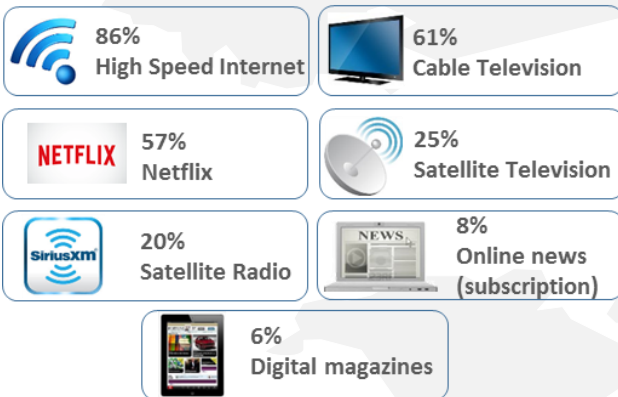 86%
High Speed Internet
61%
Cable Television
NETFLIX
57%
Netflix
25%
Satellite Television
SiriusXM
20%
Satellite Radio
NEWS
8%
Online news
(subscription)
6%
Digital magazines